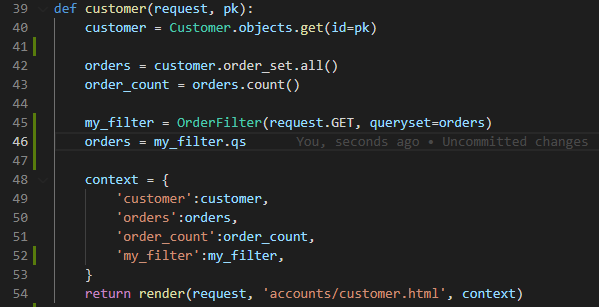 39 def customer(request, pk):
40     customer = Customer.objects.get(id=pk)
41
42     orders = customer.order_set.all()
43     order_count = orders.count()
44
45     my_filter = OrderFilter(request.GET, queryset=orders)
46     orders = my_filter.qs You, seconds ago • Uncommitted changes
47
48     context = {
49         'customer':customer,
50         'orders':orders,
51         'order_count':order_count,
52         'my_filter':my_filter,
53     }
54     return render(request, 'accounts/customer.html', context)